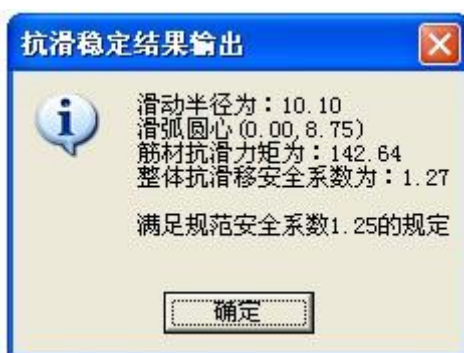 抗滑稳定结果输出
滑动半径为：10.10
滑弧圆心(0.00,8.75)
筋材抗滑力矩为：142.64
整体抗滑移安全系数为：1.27
满足规范安全系数1.25的规定
确定